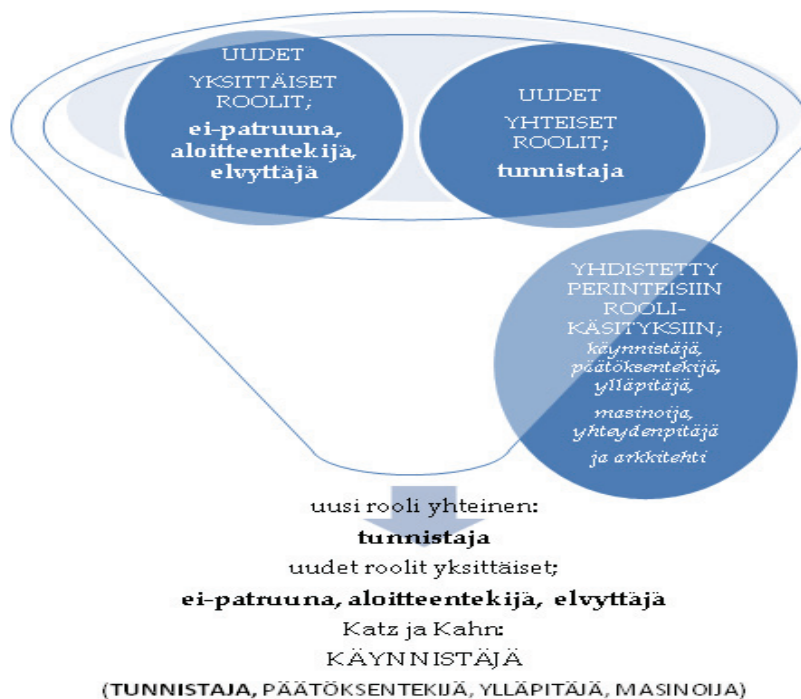 UUDET
YKSITTÄISET
ROOLIT;
ei-patruuna,
aloitteentekijä,
elvyttäjä
UUDET
YHTEISET
ROOLIT;
tunnistaja
YHDISTETTY
PERINTEISIIN
ROOLI-
KÄSITYKSIIN;
käynnistäjä,
päätöksentekijä,
ylläpitäjä,
masinoija,
yhteydenpitäjä
ja arkkitehti
uusi rooli yhteinen:
tunnistaja
uudet roolit yksittäiset;
ei-patruuna, aloitteentekijä, elvyttäjä
Katz ja Kahn:
KÄYNNISTÄJÄ
(TUNNISTAJA, PÄÄTÖKSENTEKIJÄ, YLLÄPITÄJÄ, MASINOIJA)